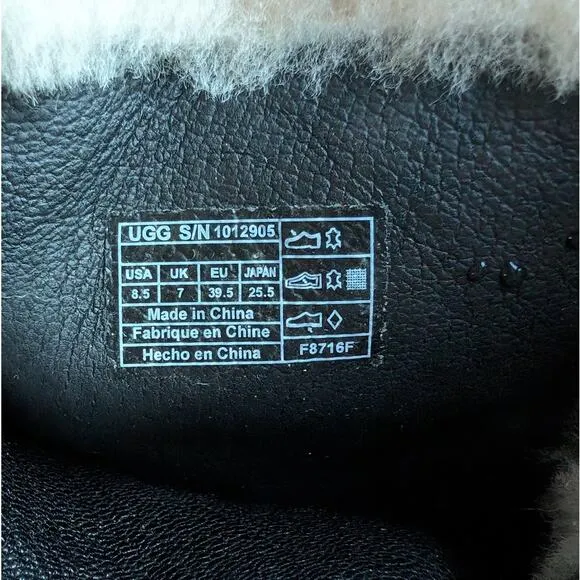 UGG S/N 1012905
USA UK EU JAPAN
8.5 7 39.5 25.5
Made in China
Fabrique en Chine
Hecho en China
F8716F